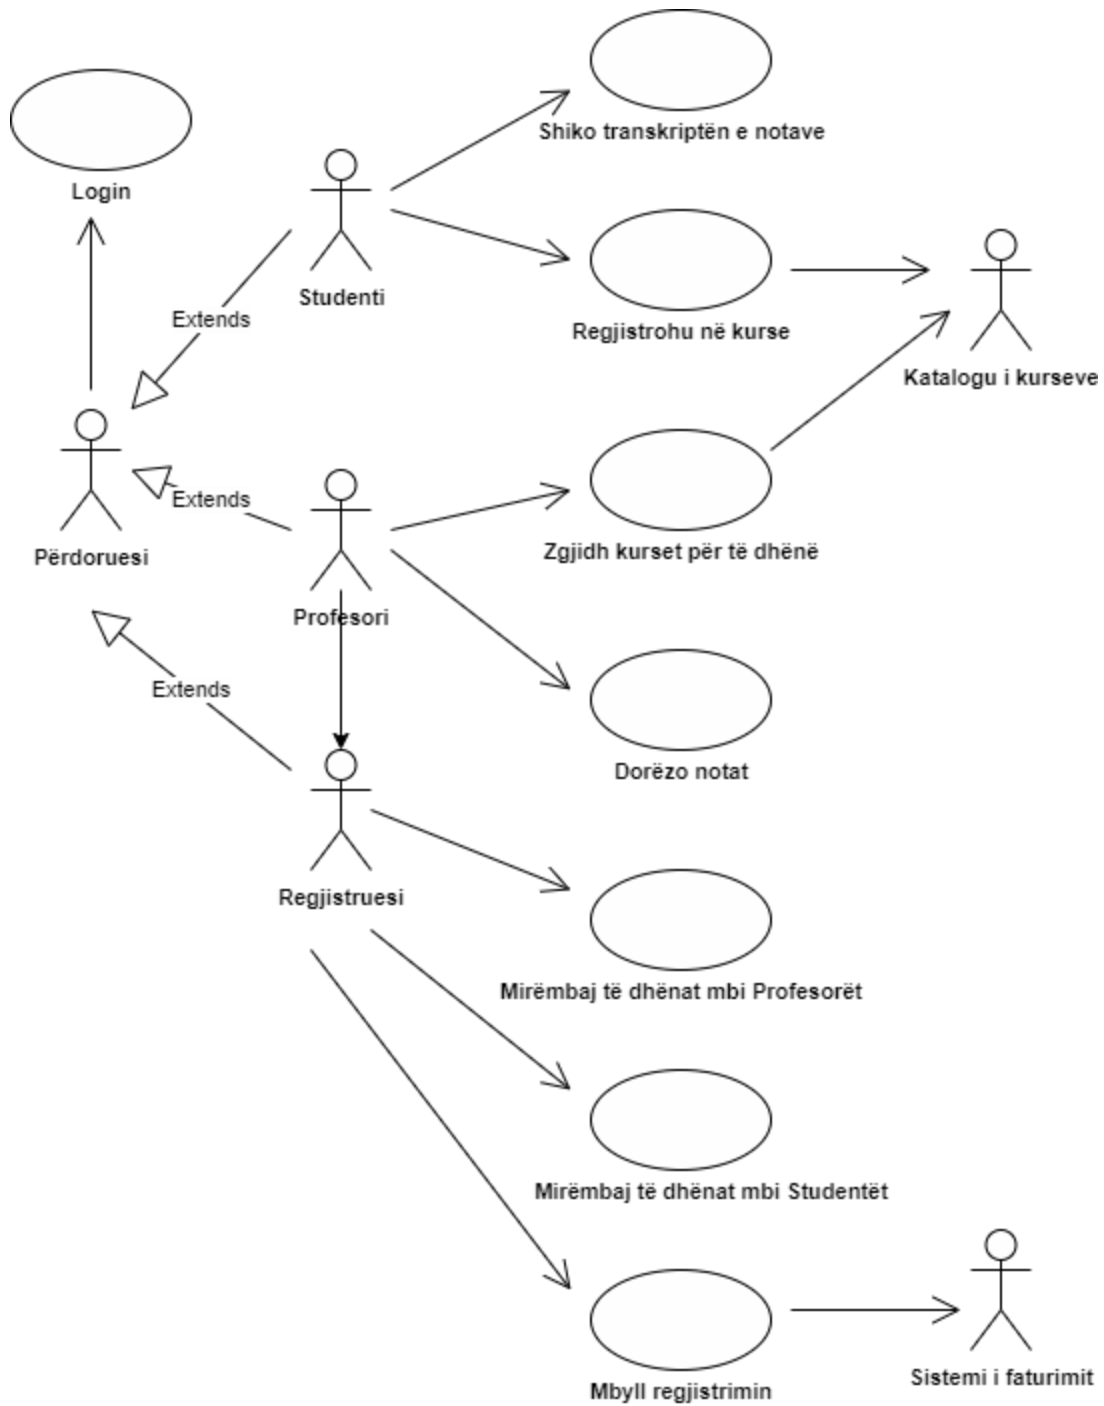 Shiko transkriptën e notave
Login
Studenti
Regjistrohu në kurse
Extends
Katalogu i kurseve
Extends
Përdoruesi
Zgjidh kurset për të dhënë
Profesori
Extends
Dorëzo notat
Regjistruesi
Mirëmbaj të dhënat mbi Profesorët
Mirëmbaj të dhënat mbi Studentët
Sistemi i faturimit
Mbyll regjistrimin